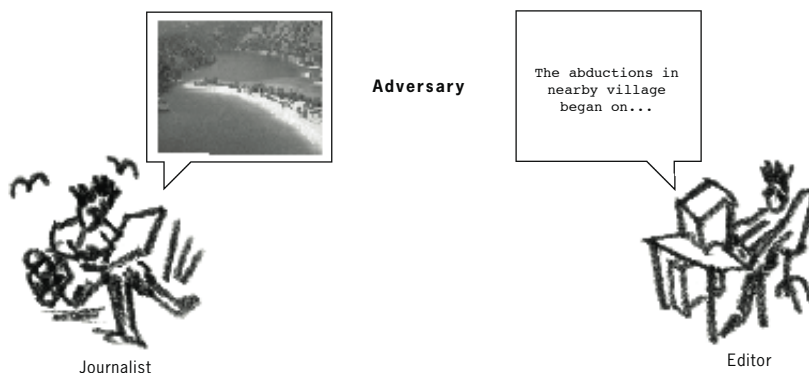 Adversary
The abductions in
nearby village
began on...
Journalist
Editor